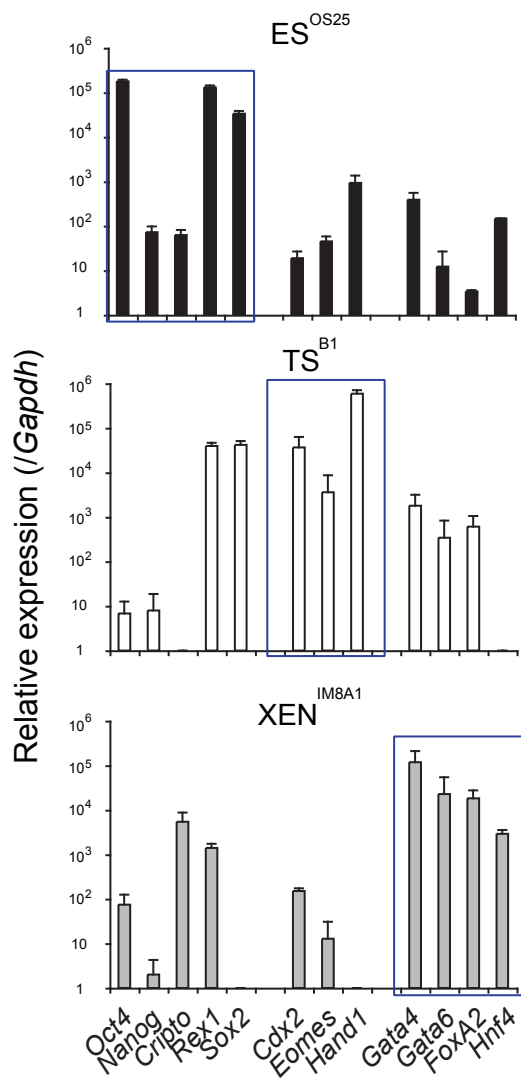 ES^OS25
10^6
10^5
10^4
10^3
10^2
10
1
TS^B1
10^6
10^5
10^4
10^3
10^2
10
1
XEN^IM8A1
10^6
10^5
10^4
10^3
10^2
10
1
Relative expression (/Gapdh)
Oct4
Nanog
Cripto
Rex1
Sox2
Cdx2
Eomes
Hand1
Gata4
Gata6
FoxA2
Hnf4